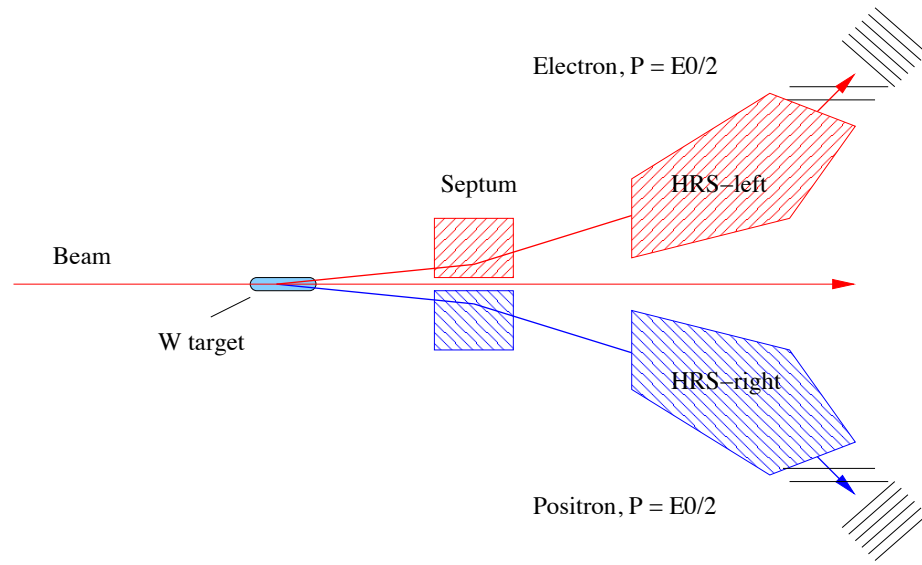 Electron, P = E0/2
Septum
HRS–left
Beam
W target
HRS–right
Positron, P = E0/2